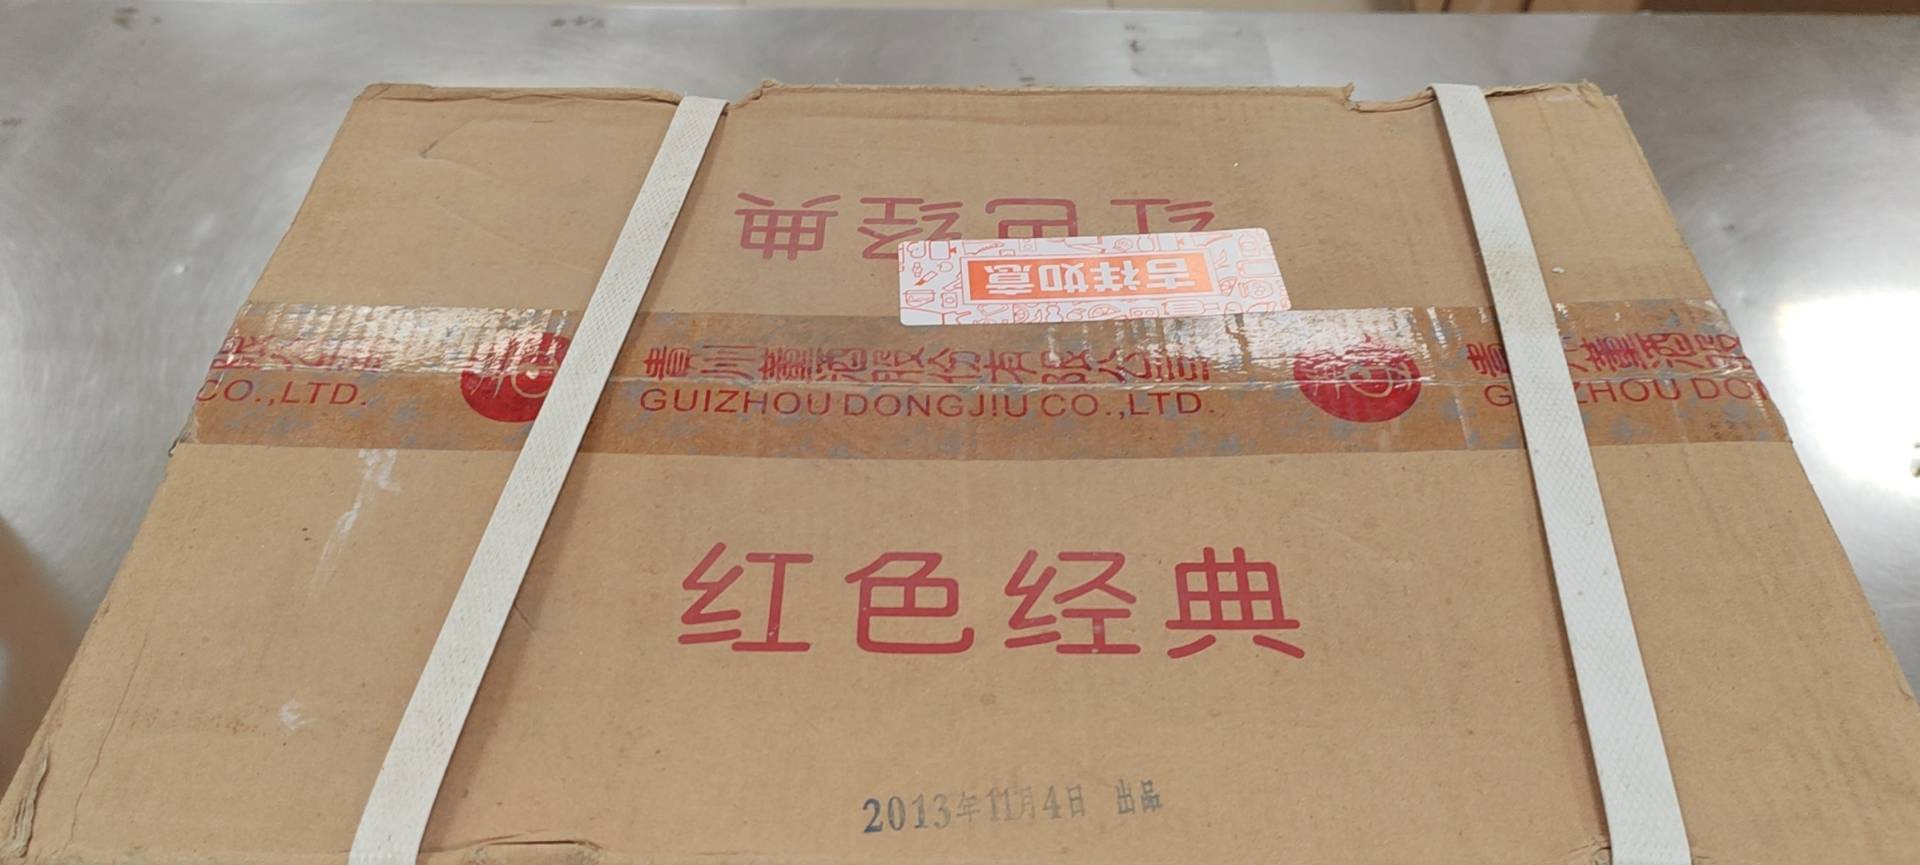 红色经典
吉祥如意
贵州董酒股份有限公司
CO.,LTD. GUIZHOU DONGJIU CO.,LTD. GUIZHOU DO
红色经典
2013年11月4日 出品